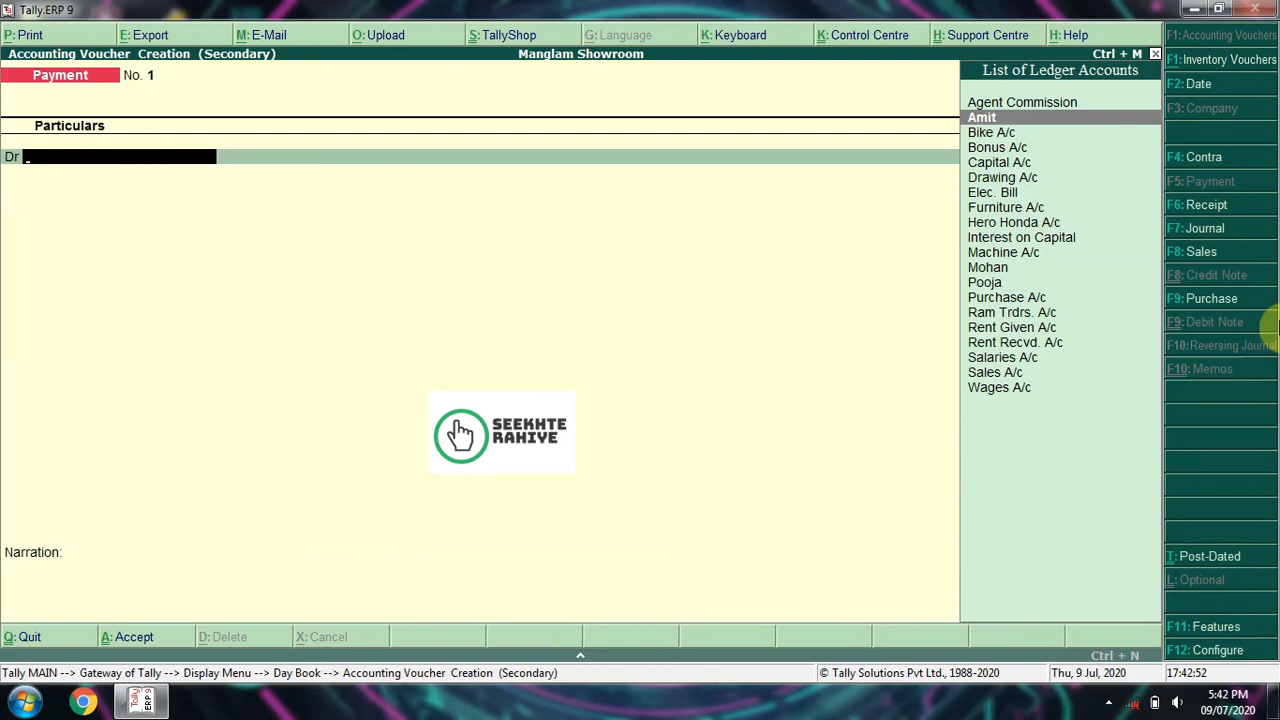 Tally.ERP 9
P: Print
E: Export
M: E-Mail
O: Upload
S: TallyShop
G: Language
K: Keyboard
K: Control Centre
H: Support Centre
H: Help
F1: Accounting Vouchers
Accounting Voucher Creation (Secondary)
Manglam Showroom
Ctrl + M
F1: Inventory Vouchers
Payment No. 1
List of Ledger Accounts
F2: Date
Agent Commission
F3: Company
Amit
Particulars
Bike A/c
Bonus A/c
Dr
F4: Contra
Capital A/c
Drawing A/c
F5: Payment
Elec. Bill
Furniture A/c
F6: Receipt
Hero Honda A/c
F7: Journal
Interest on Capital
Machine A/c
F8: Sales
Mohan
F8: Credit Note
Pooja
Purchase A/c
F9: Purchase
Ram Trdrs. A/c
F9: Debit Note
Rent Given A/c
Rent Recvd. A/c
F10: Reversing Journal
Salaries A/c
F10: Memos
Sales A/c
Wages A/c
SEEKHTE
RAHIYE
Narration:
T: Post-Dated
L: Optional
F11: Features
Q: Quit
A: Accept
D: Delete
X: Cancel
F12: Configure
Ctrl + N
Tally MAIN --> Gateway of Tally --> Display Menu --> Day Book --> Accounting Voucher Creation (Secondary)
© Tally Solutions Pvt Ltd., 1988-2020
Thu, 9 Jul, 2020
17:42:52
Tally
ERP 9
5:42 PM
09/07/2020